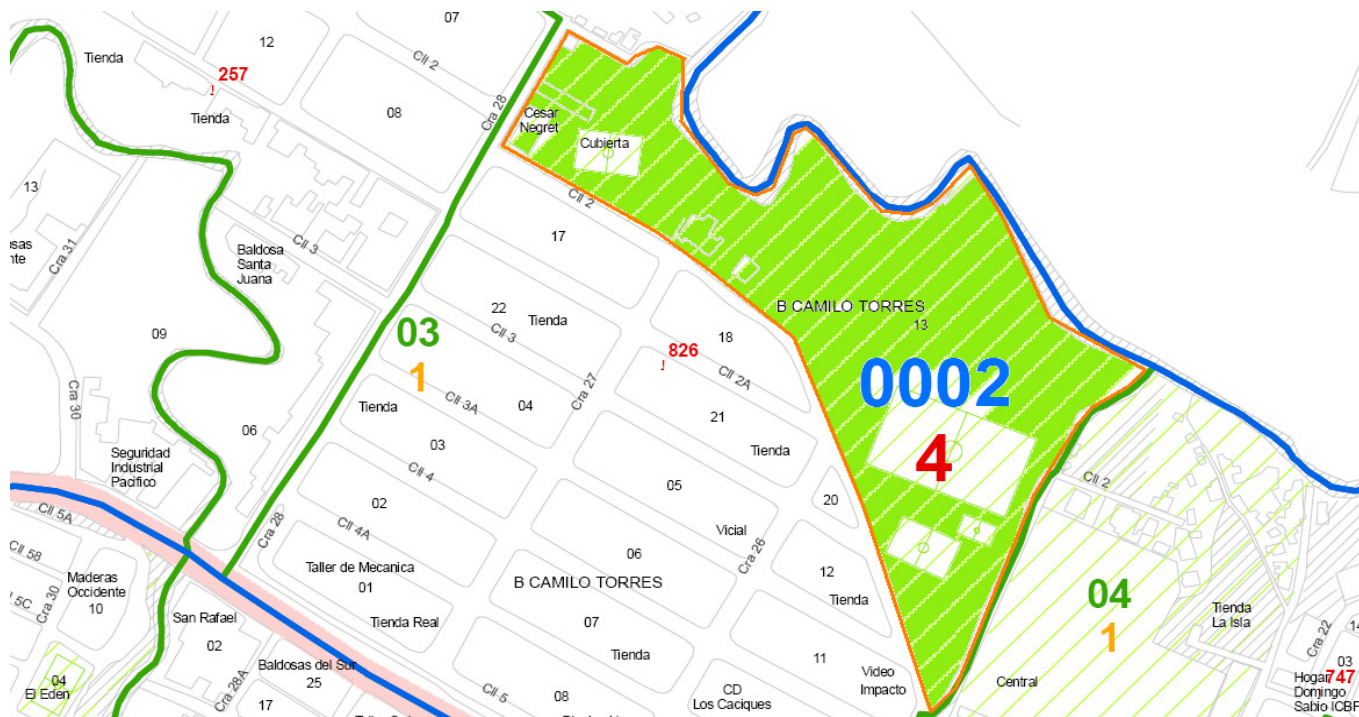 07
12
Cll 2
Tienda
257
08
Tienda
Cra 28
Cesar
Negret
Cubierta
13
Cra 31
Cll 3
Baldosa
Santa
Juana
Cll 2
17
22
Tienda
B CAMILO TORRES
13
09
03
1
Cll 3
826
18
Cll 2A
0002
4
Cra 30
Tienda
Cll 3A
04
Cra 27
21
03
Tienda
06
Seguridad
Industrial
Pacifico
Cll 4
05
Cll 2
02
20
Cll 5A
Cra 28
Cll 4A
Vicial
Cra 26
Cll 58
06
Taller de Mecanica
01
B CAMILO TORRES
12
Tienda
Maderas
Occidente
10
Cra 30
5C
04
1
Tienda
La Isla
San Rafael
02
Tienda Real
07
Tienda
11
Cra 22
14
03
Baldosas del Sur
25
Video
Impacto
Central
04
El Eden
Cra 28A
17
Cll 5
08
CD
Los Caciques
Hogar
747
Domingo
Sabio ICBF